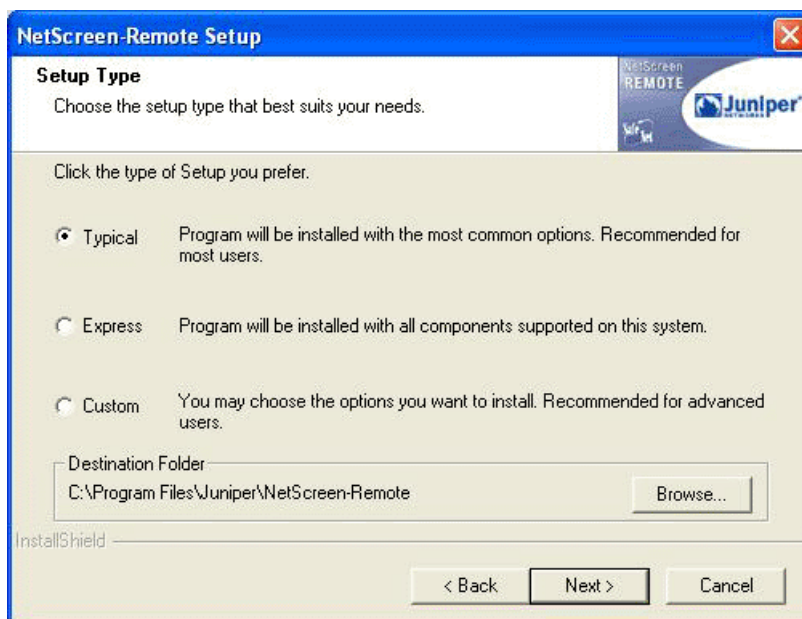 NetScreen-Remote Setup
Setup Type
Choose the setup type that best suits your needs.
NetScreen
REMOTE
Juniper
NETWORKS
Click the type of Setup you prefer.
Typical
Program will be installed with the most common options. Recommended for
most users.
Express
Program will be installed with all components supported on this system.
Custom
You may choose the options you want to install. Recommended for advanced
users.
Destination Folder
C:\Program Files\Juniper\NetScreen-Remote
Browse...
InstallShield
< Back
Next >
Cancel